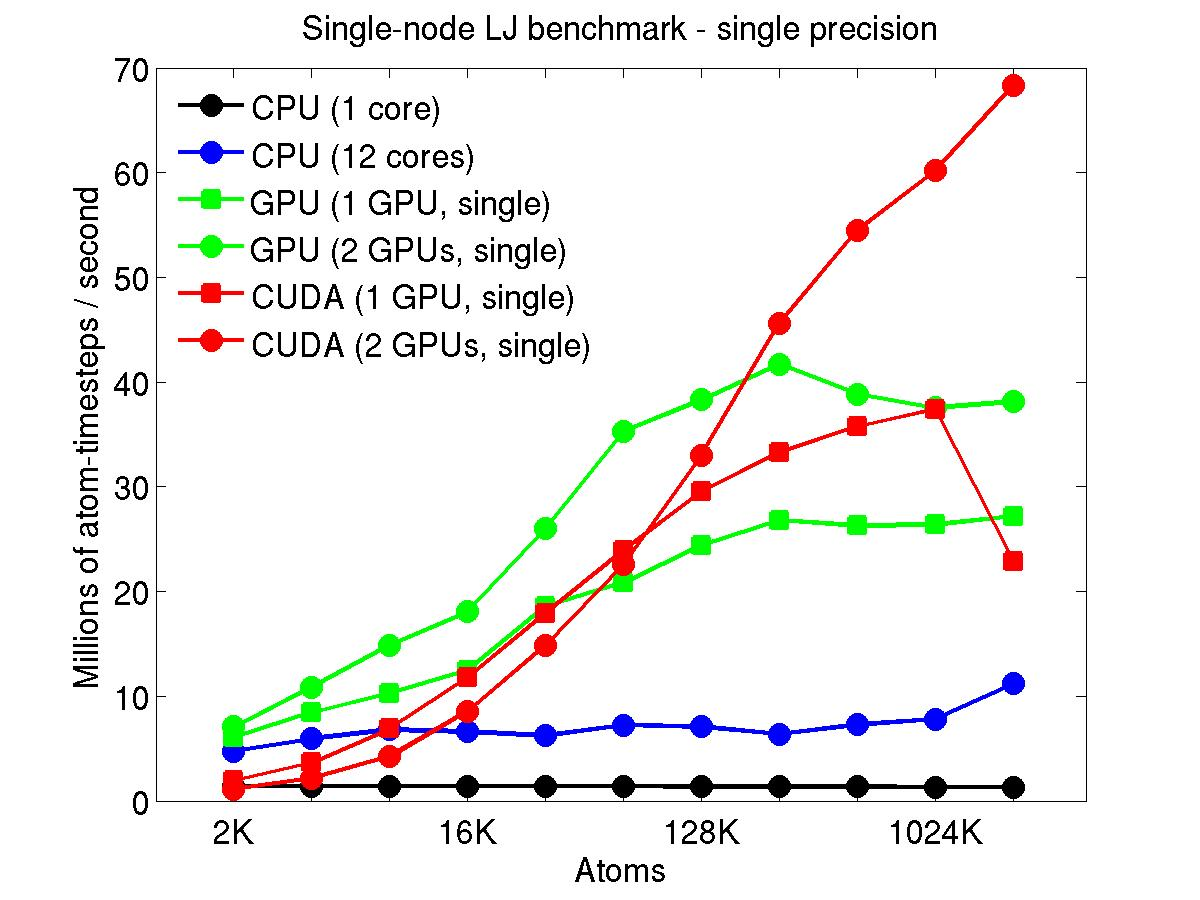 Single-node LJ benchmark - single precision
70
60
50
40
30
20
10
0
Millions of atom-timesteps / second
CPU (1 core)
CPU (12 cores)
GPU (1 GPU, single)
GPU (2 GPUs, single)
CUDA (1 GPU, single)
CUDA (2 GPUs, single)
2K 16K 128K 1024K
Atoms